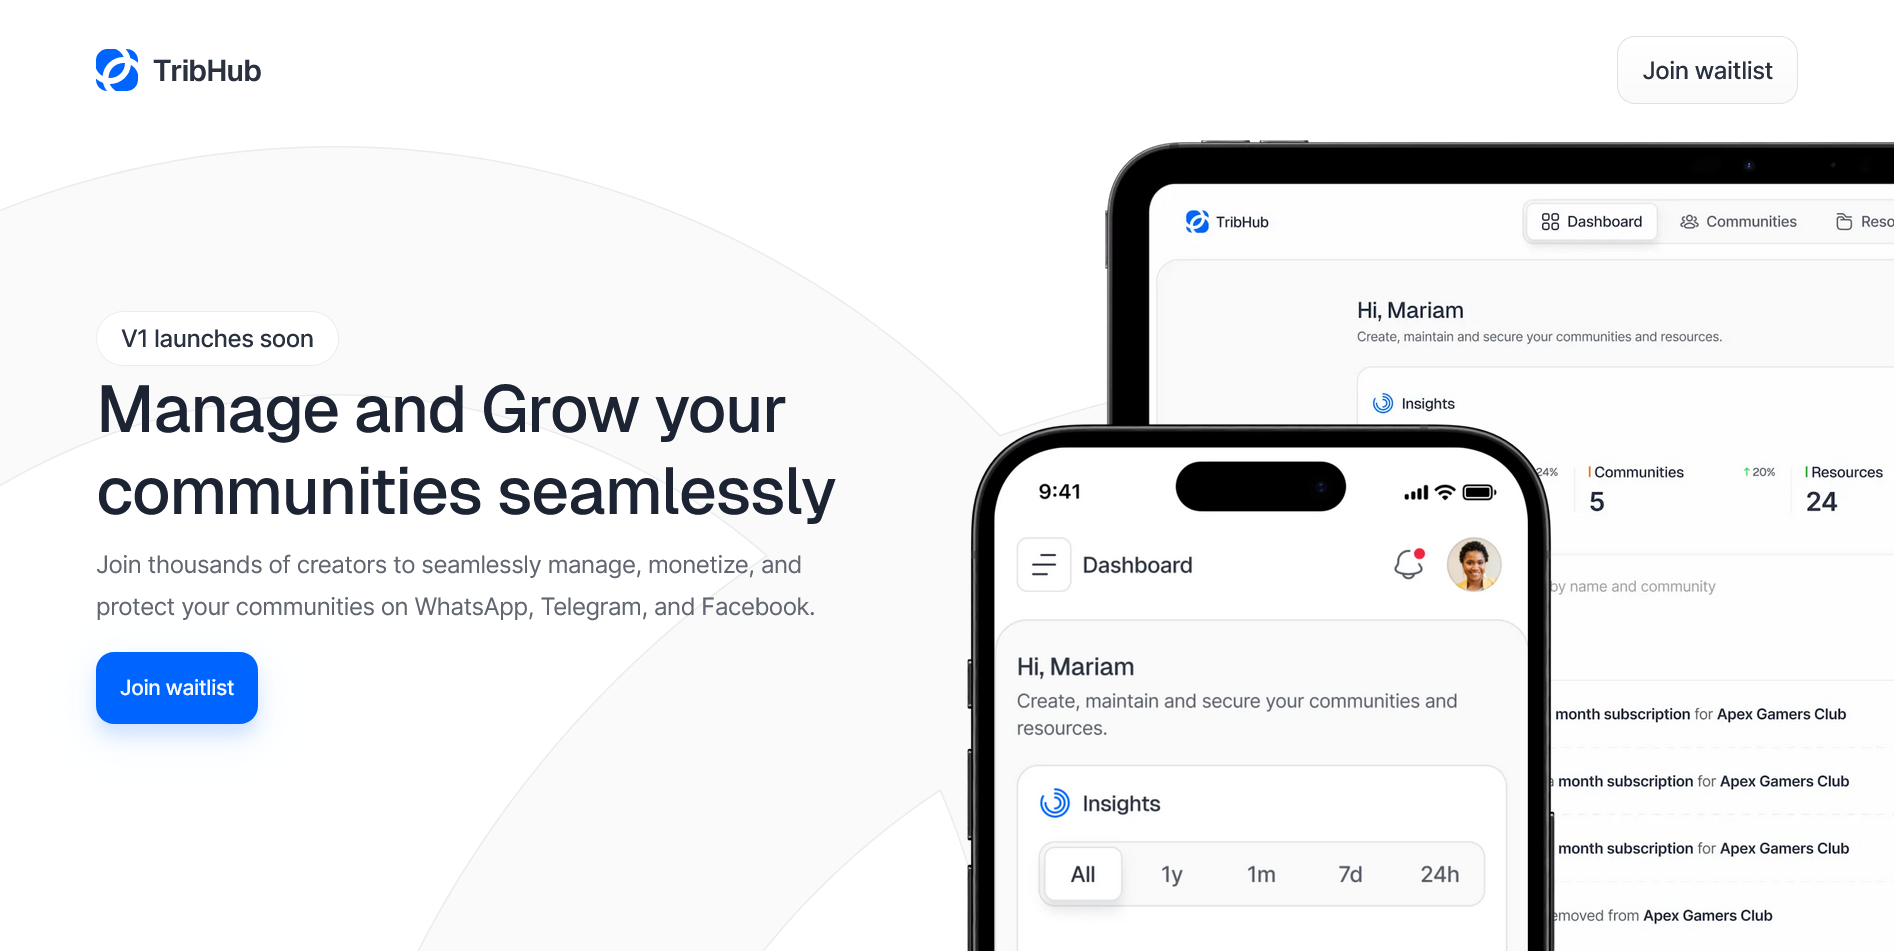 TribHub
Join waitlist
V1 launches soon
Manage and Grow your
communities seamlessly
Join thousands of creators to seamlessly manage, monetize, and
protect your communities on WhatsApp, Telegram, and Facebook.
Join waitlist
TribHub
Dashboard
Communities
Hi, Mariam
Create, maintain and secure your communities and resources.
Insights
24%
Communities
20%
Resources
5
24
by name and community
month subscription for Apex Gamers Club
month subscription for Apex Gamers Club
month subscription for Apex Gamers Club
from Apex Gamers Club
9:41
Dashboard
Hi, Mariam
Create, maintain and secure your communities and
resources.
Insights
All 1y 1m 7d 24h